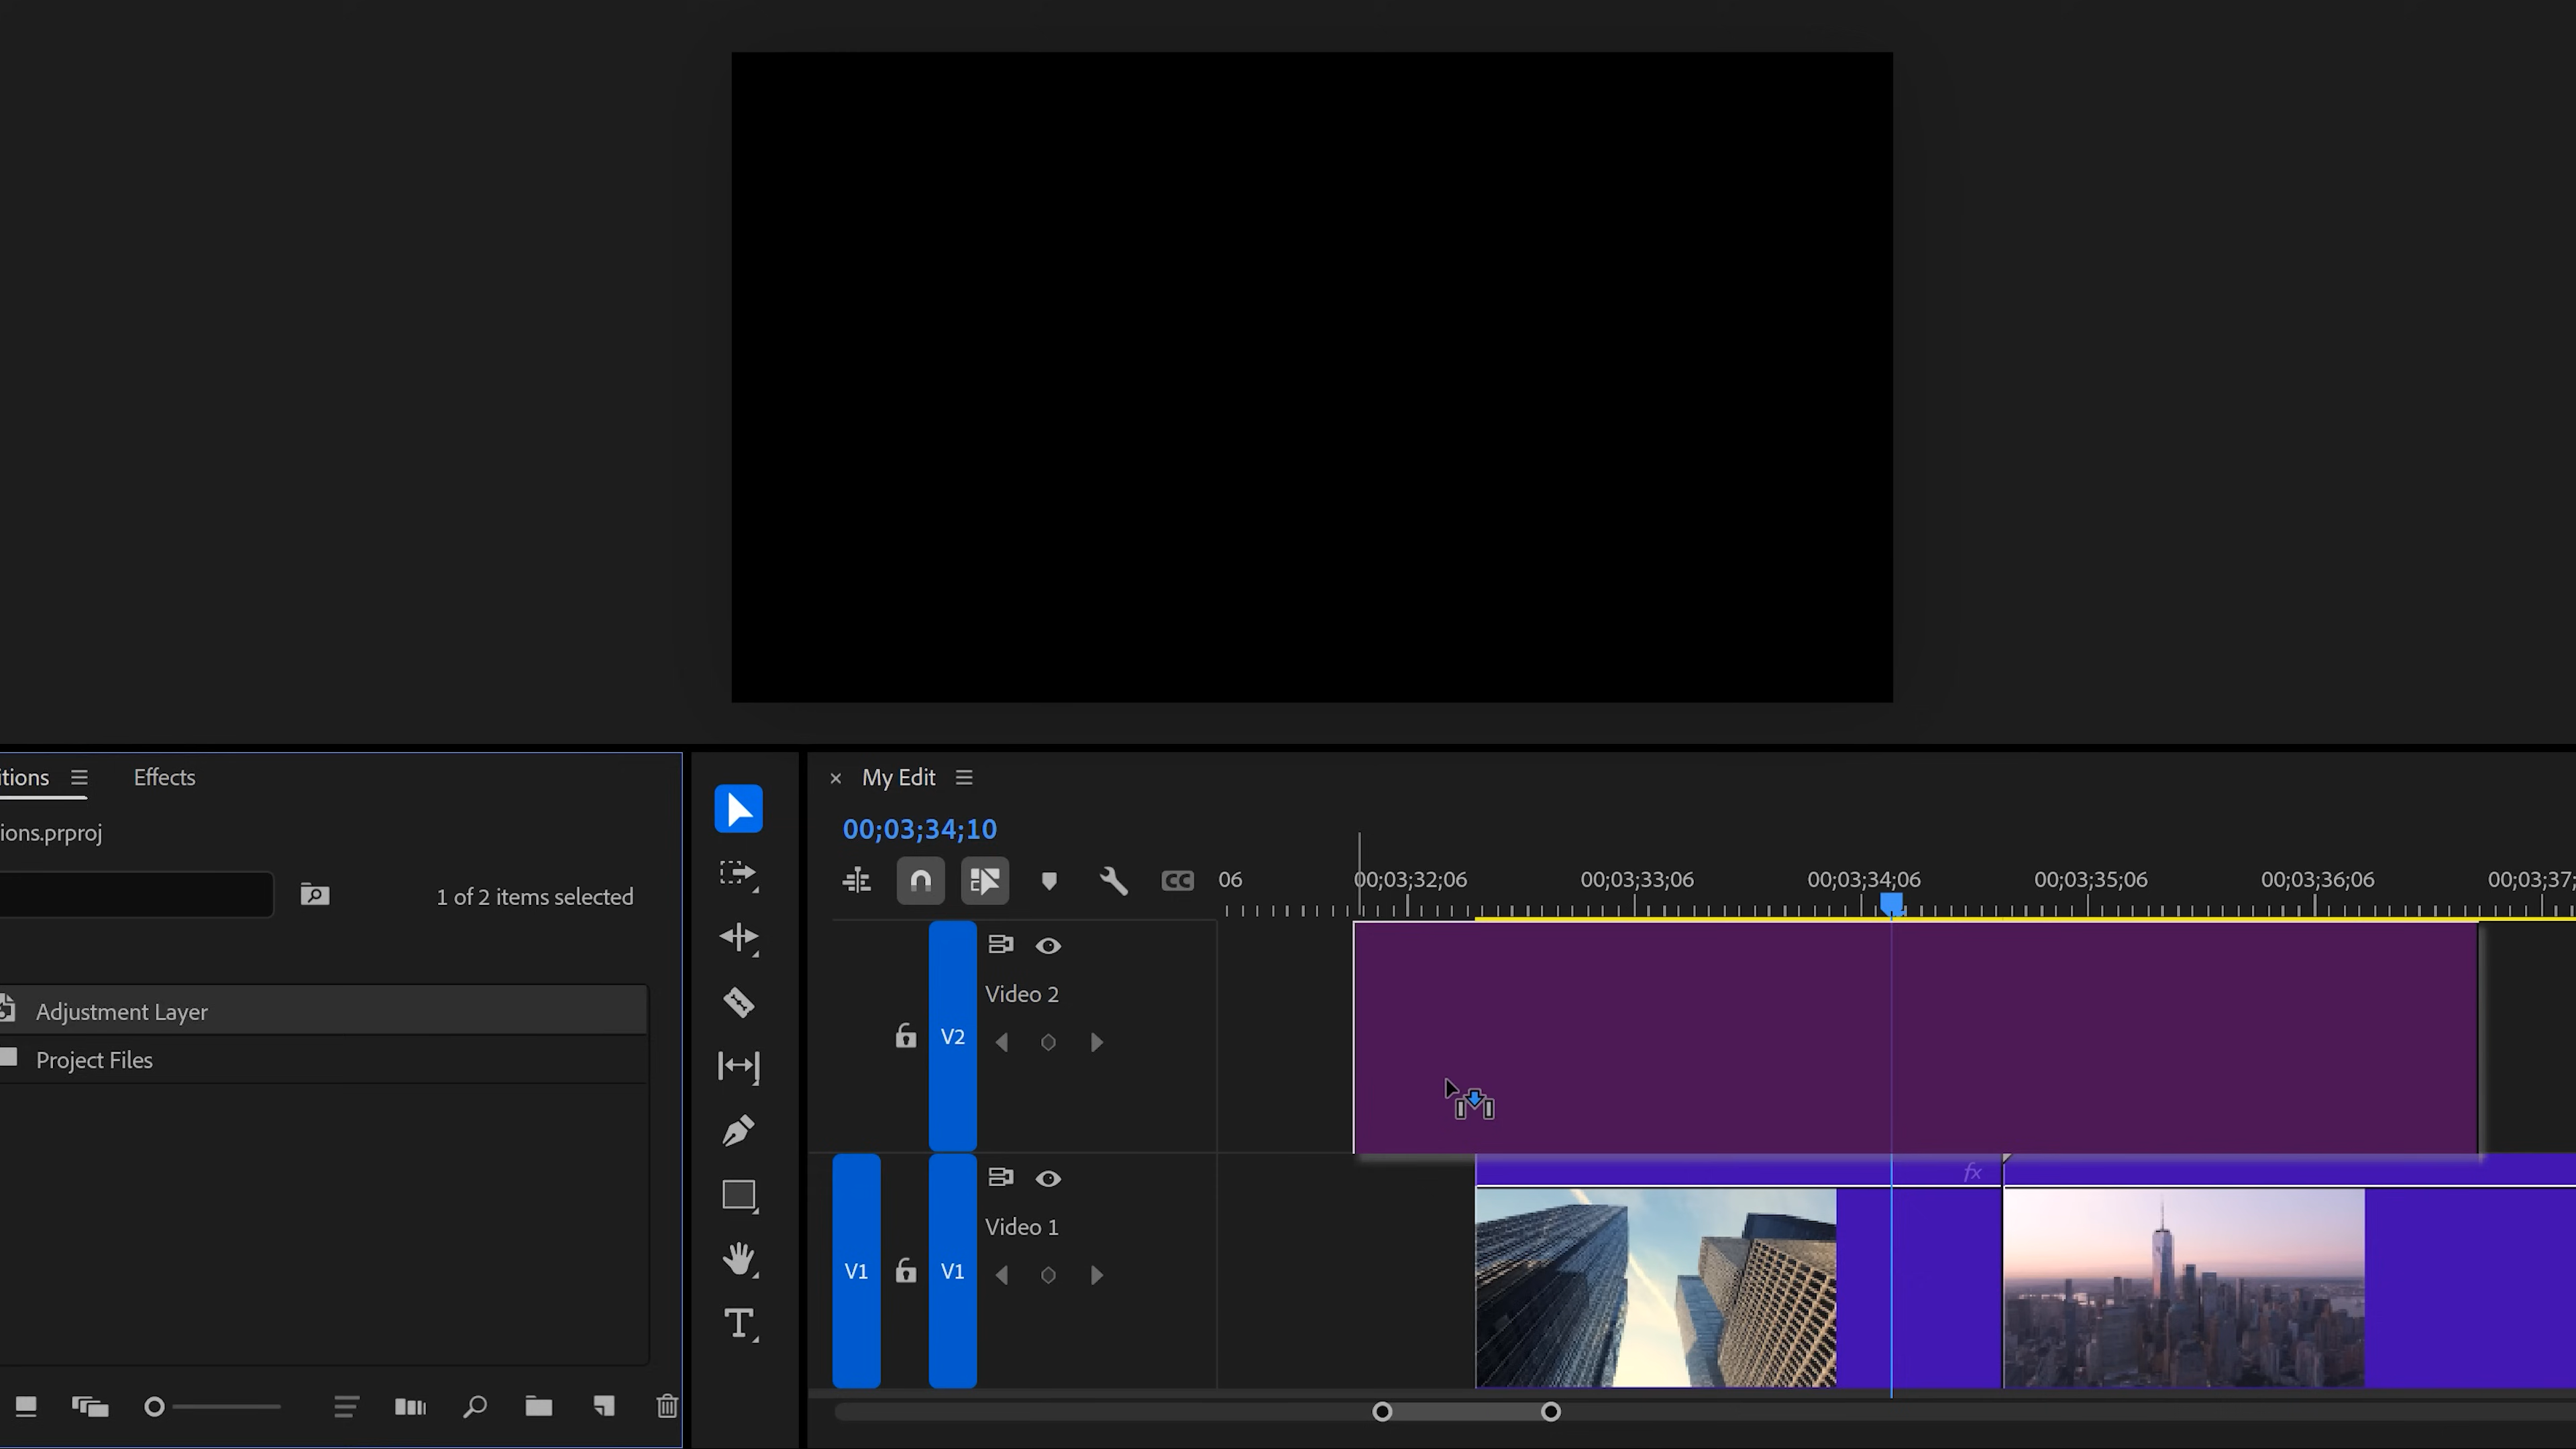 itions
Effects
ions.prproj
1 of 2 items selected
Adjustment Layer
Project Files
My Edit
00;03;34;10
CC
06
00;03;32;06
00;03;33;06
00;03;34;06
00;03;35;06
00;03;36;06
00;03;37;
V2
Video 2
fx
V1
V1
Video 1
T